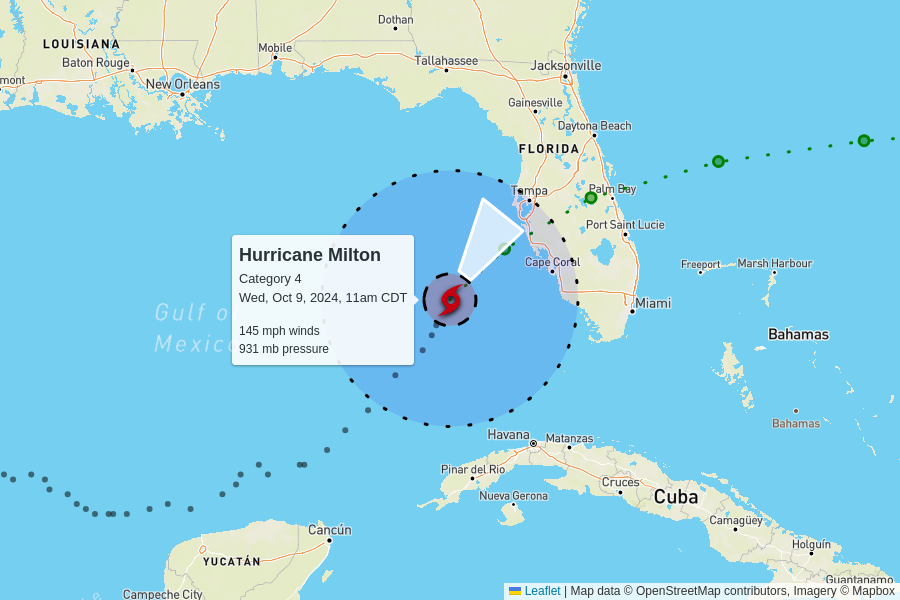 Dothan
LOUISIANA
Mobile
Baton Rouge
Tallahassee
Jacksonville
mont
New Orleans
Gainesville
Daytona Beach
FLORIDA
Tampa
Palm Bay
Port Saint Lucie
Hurricane Milton
Category 4
Wed, Oct 9, 2024, 11am CDT
145 mph winds
931 mb pressure
Cape Coral
Freeport
Marsh Harbour
Gulf o
Mexic
Miami
Bahamas
Bahamas
Havana
Matanzas
Pinar del Rio
Cruces
Nueva Gerona
Cuba
Camagüey
Cancún
Holguín
YUCATÁN
Guantanamo
Campeche City
Leaflet | Map data © OpenStreetMap contributors, Imagery © Mapbox